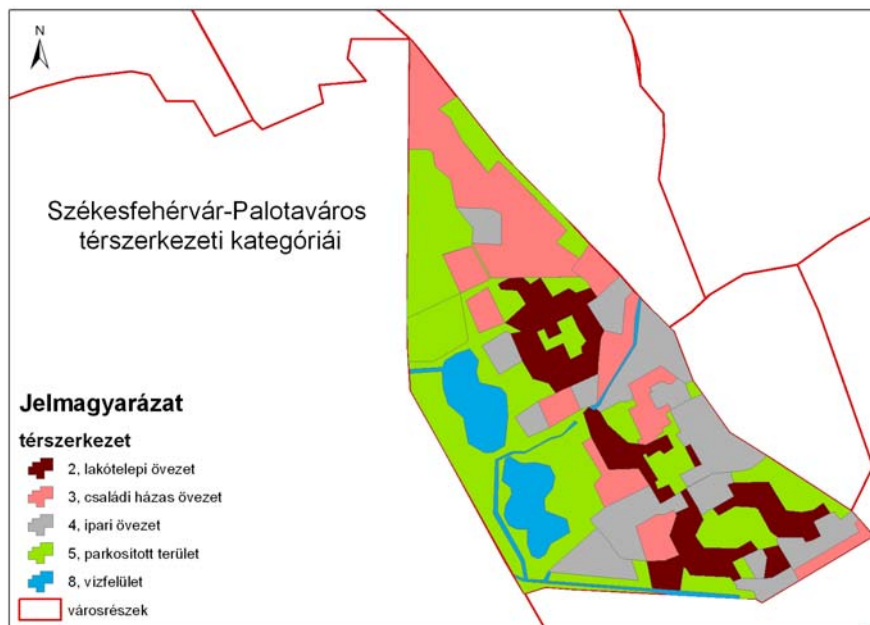 N
Székesfehérvár-Palotaváros
térszerkezeti kategóriái
Jelmagyarázat
térszerkezet
2, lakótelepi övezet
3, családi házas övezet
4, ipari övezet
5, parkosított terület
8, vízfelület
városrészek